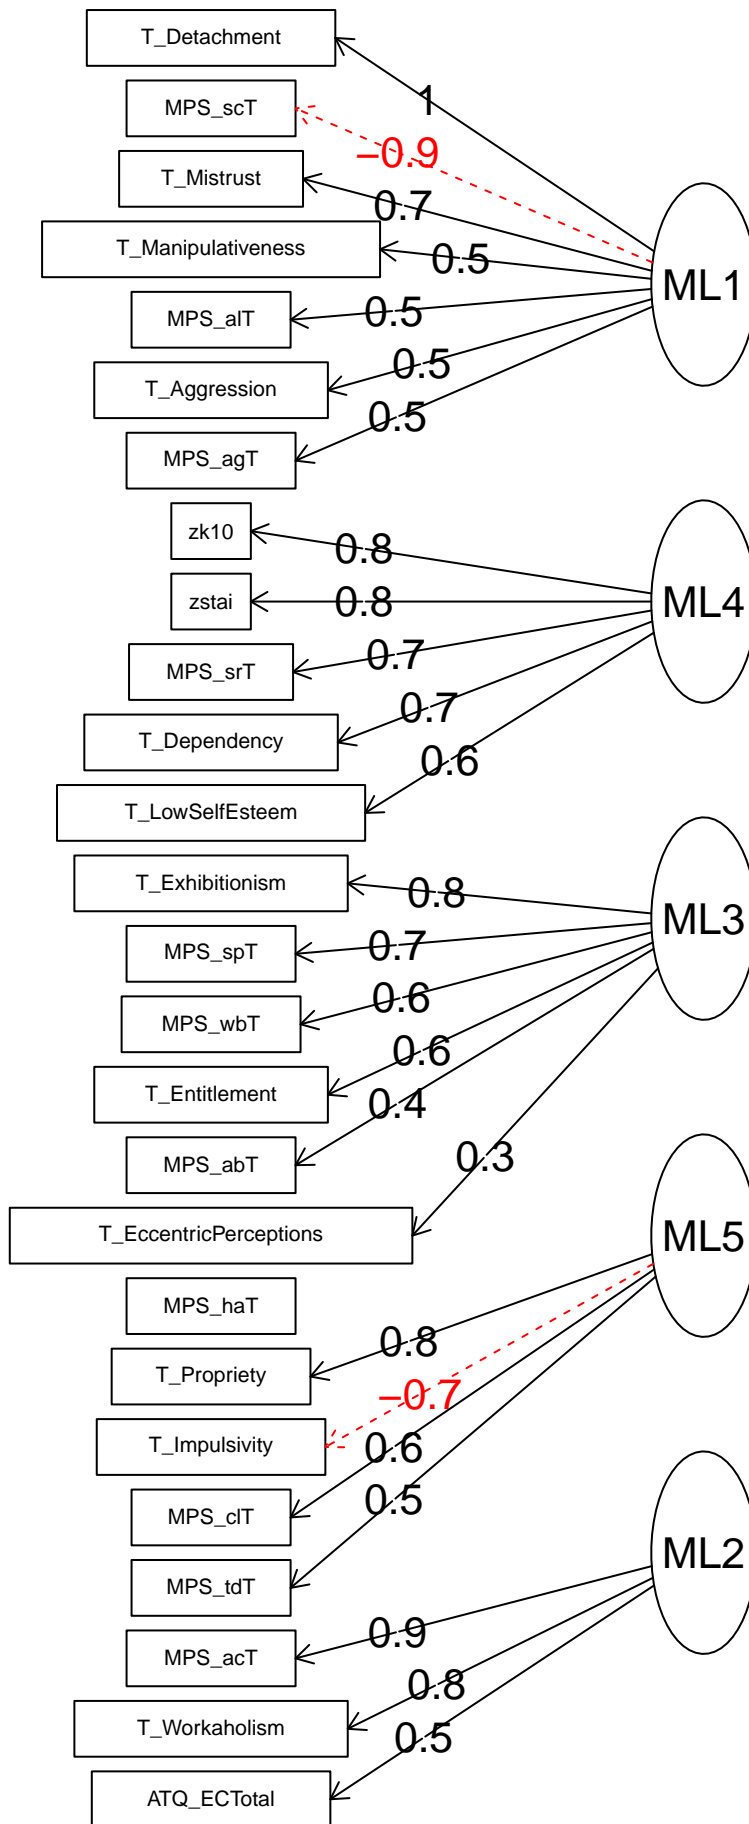 T_Detachment
MPS_scT
T_Mistrust
T_Manipulativeness
MPS_alT
T_Aggression
MPS_agT
zk10
zstai
MPS_srT
T_Dependency
T_LowSelfEsteem
T_Exhibitionism
MPS_spT
MPS_wbT
T_Entitlement
MPS_abT
T_EccentricPerceptions
MPS_haT
T_Propriety
T_Impulsivity
MPS_clT
MPS_tdT
MPS_acT
T_Workaholism
ATQ_ECTotal
1
−0.9
0.7
0.5
0.5
0.5
0.5
0.8
0.8
0.7
0.7
0.6
0.8
0.7
0.6
0.6
0.4
0.3
0.8
−0.7
0.6
0.5
0.9
0.8
0.5
ML1
ML4
ML3
ML5
ML2